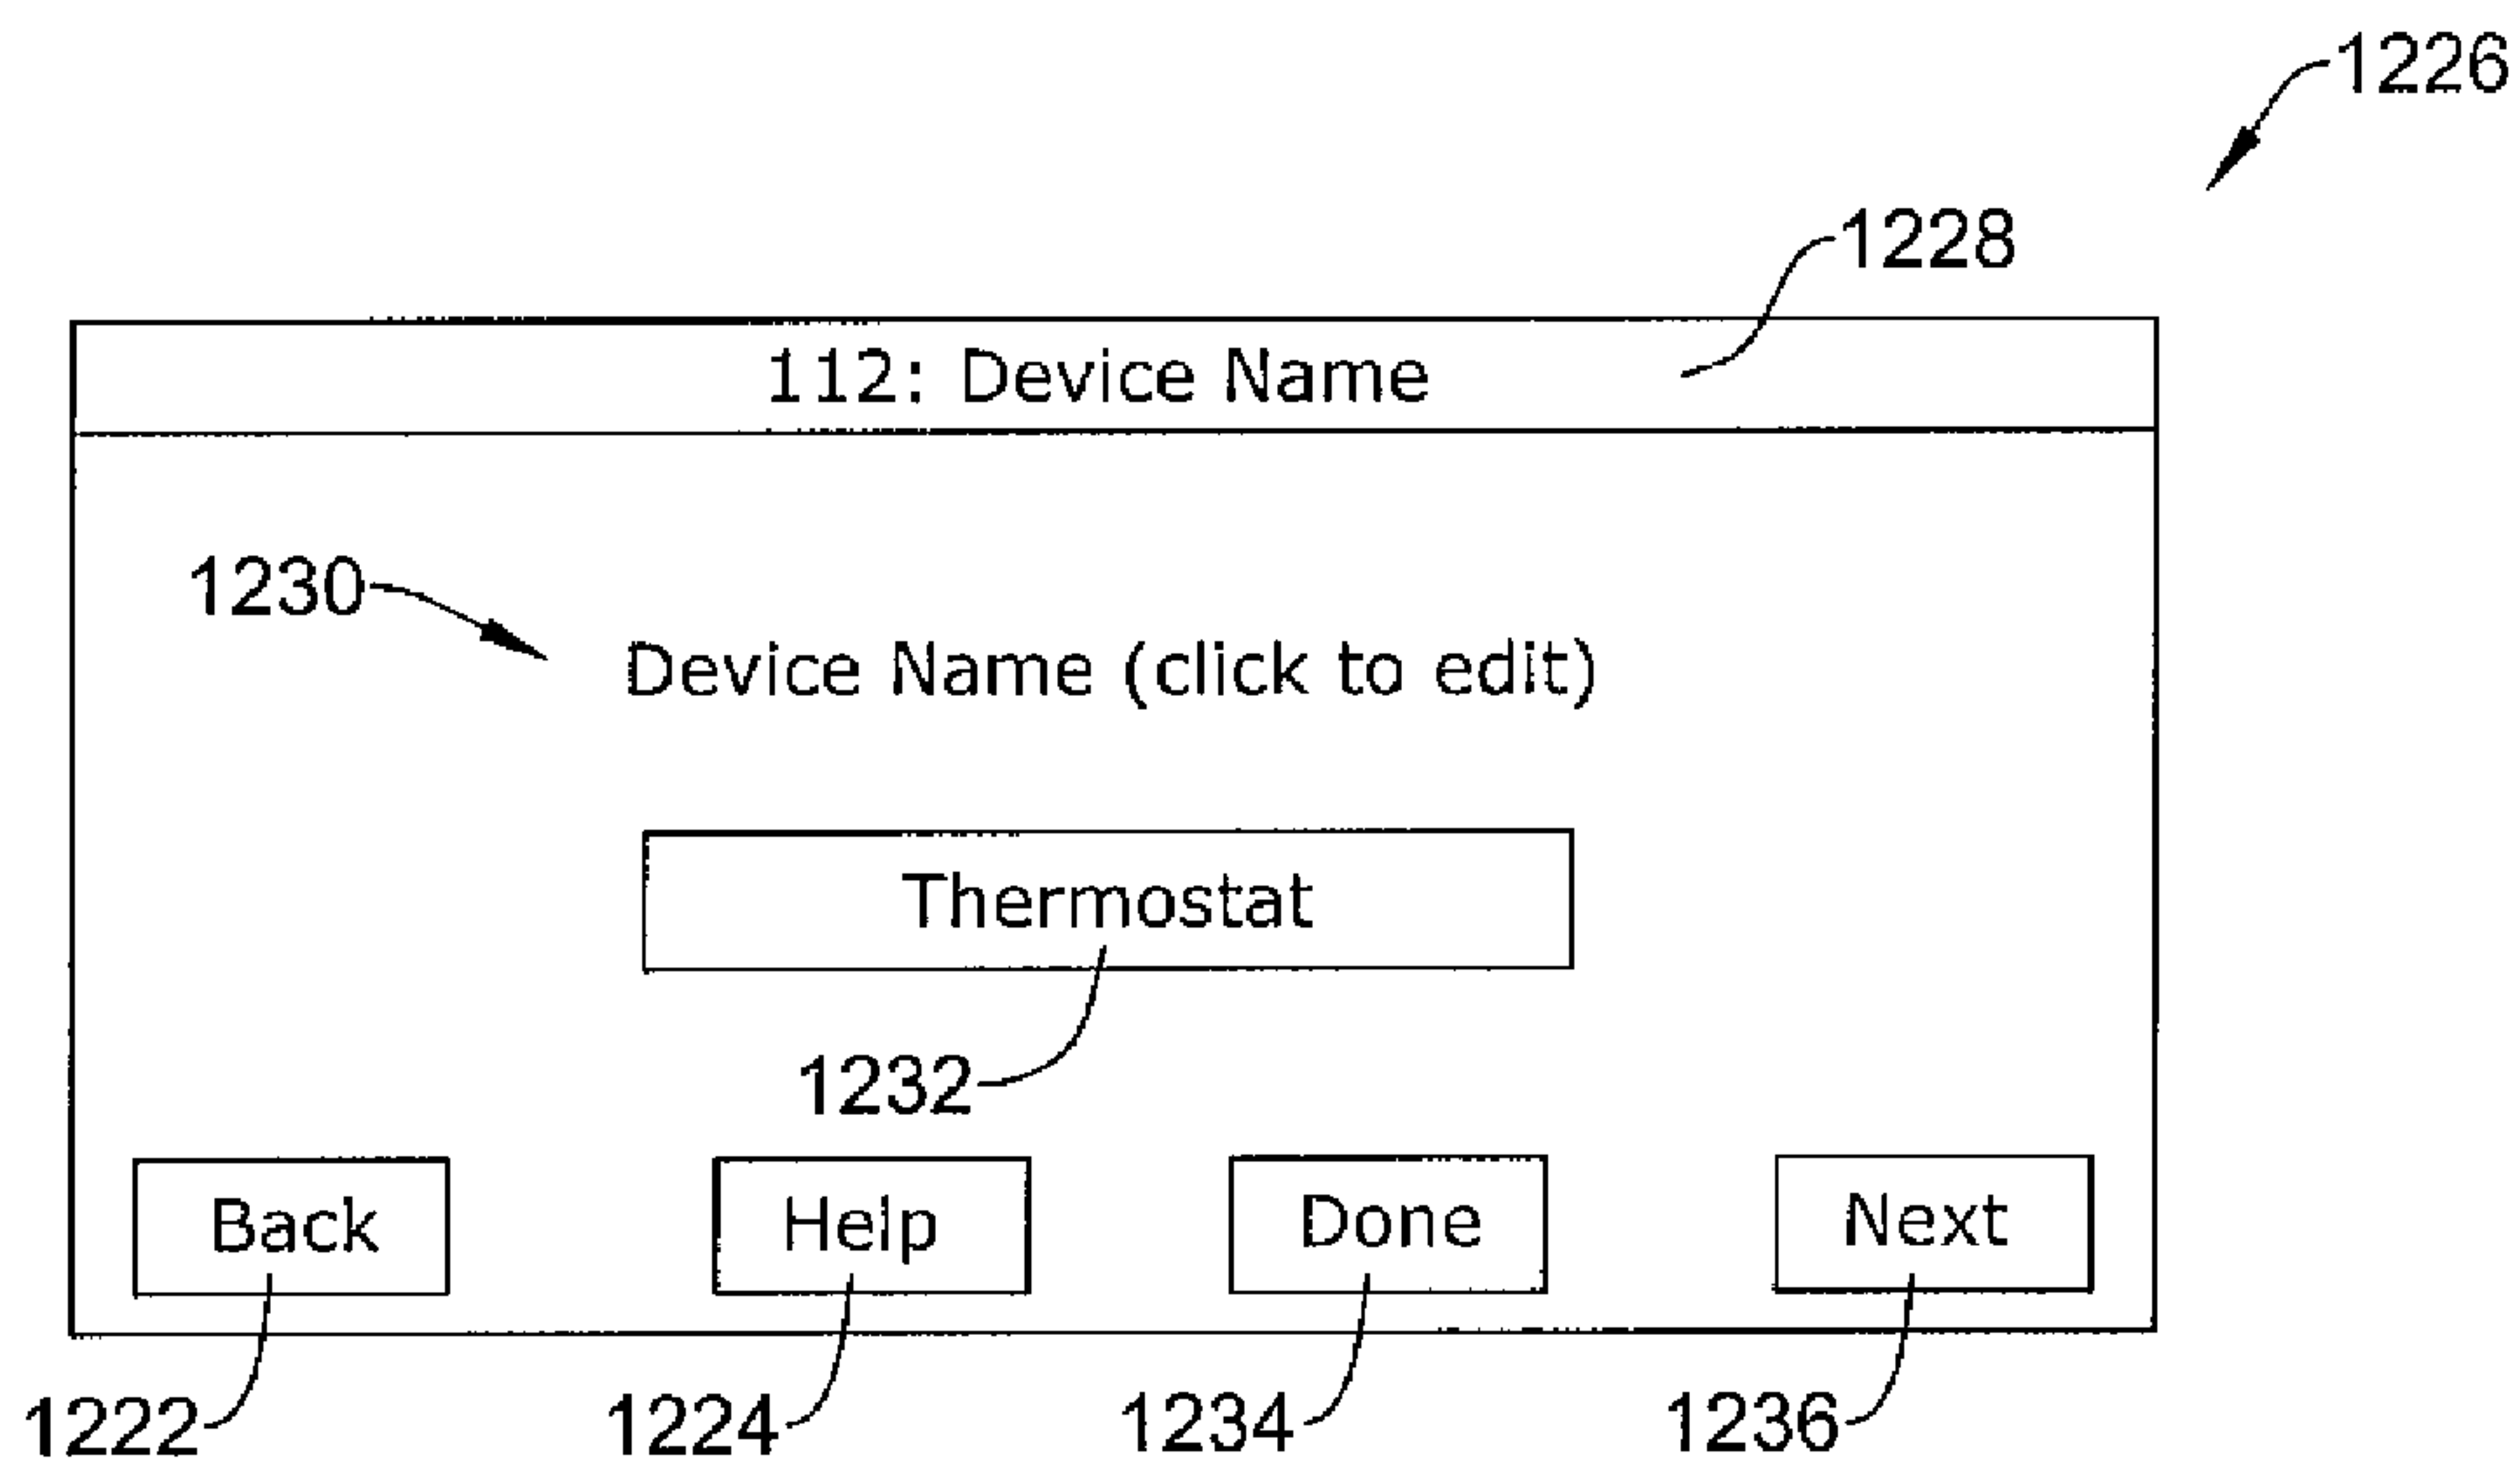 1226
1228
112: Device Name
1230
Device Name (click to edit)
Thermostat
1232
Back Help Done Next
1222 1224 1234 1236